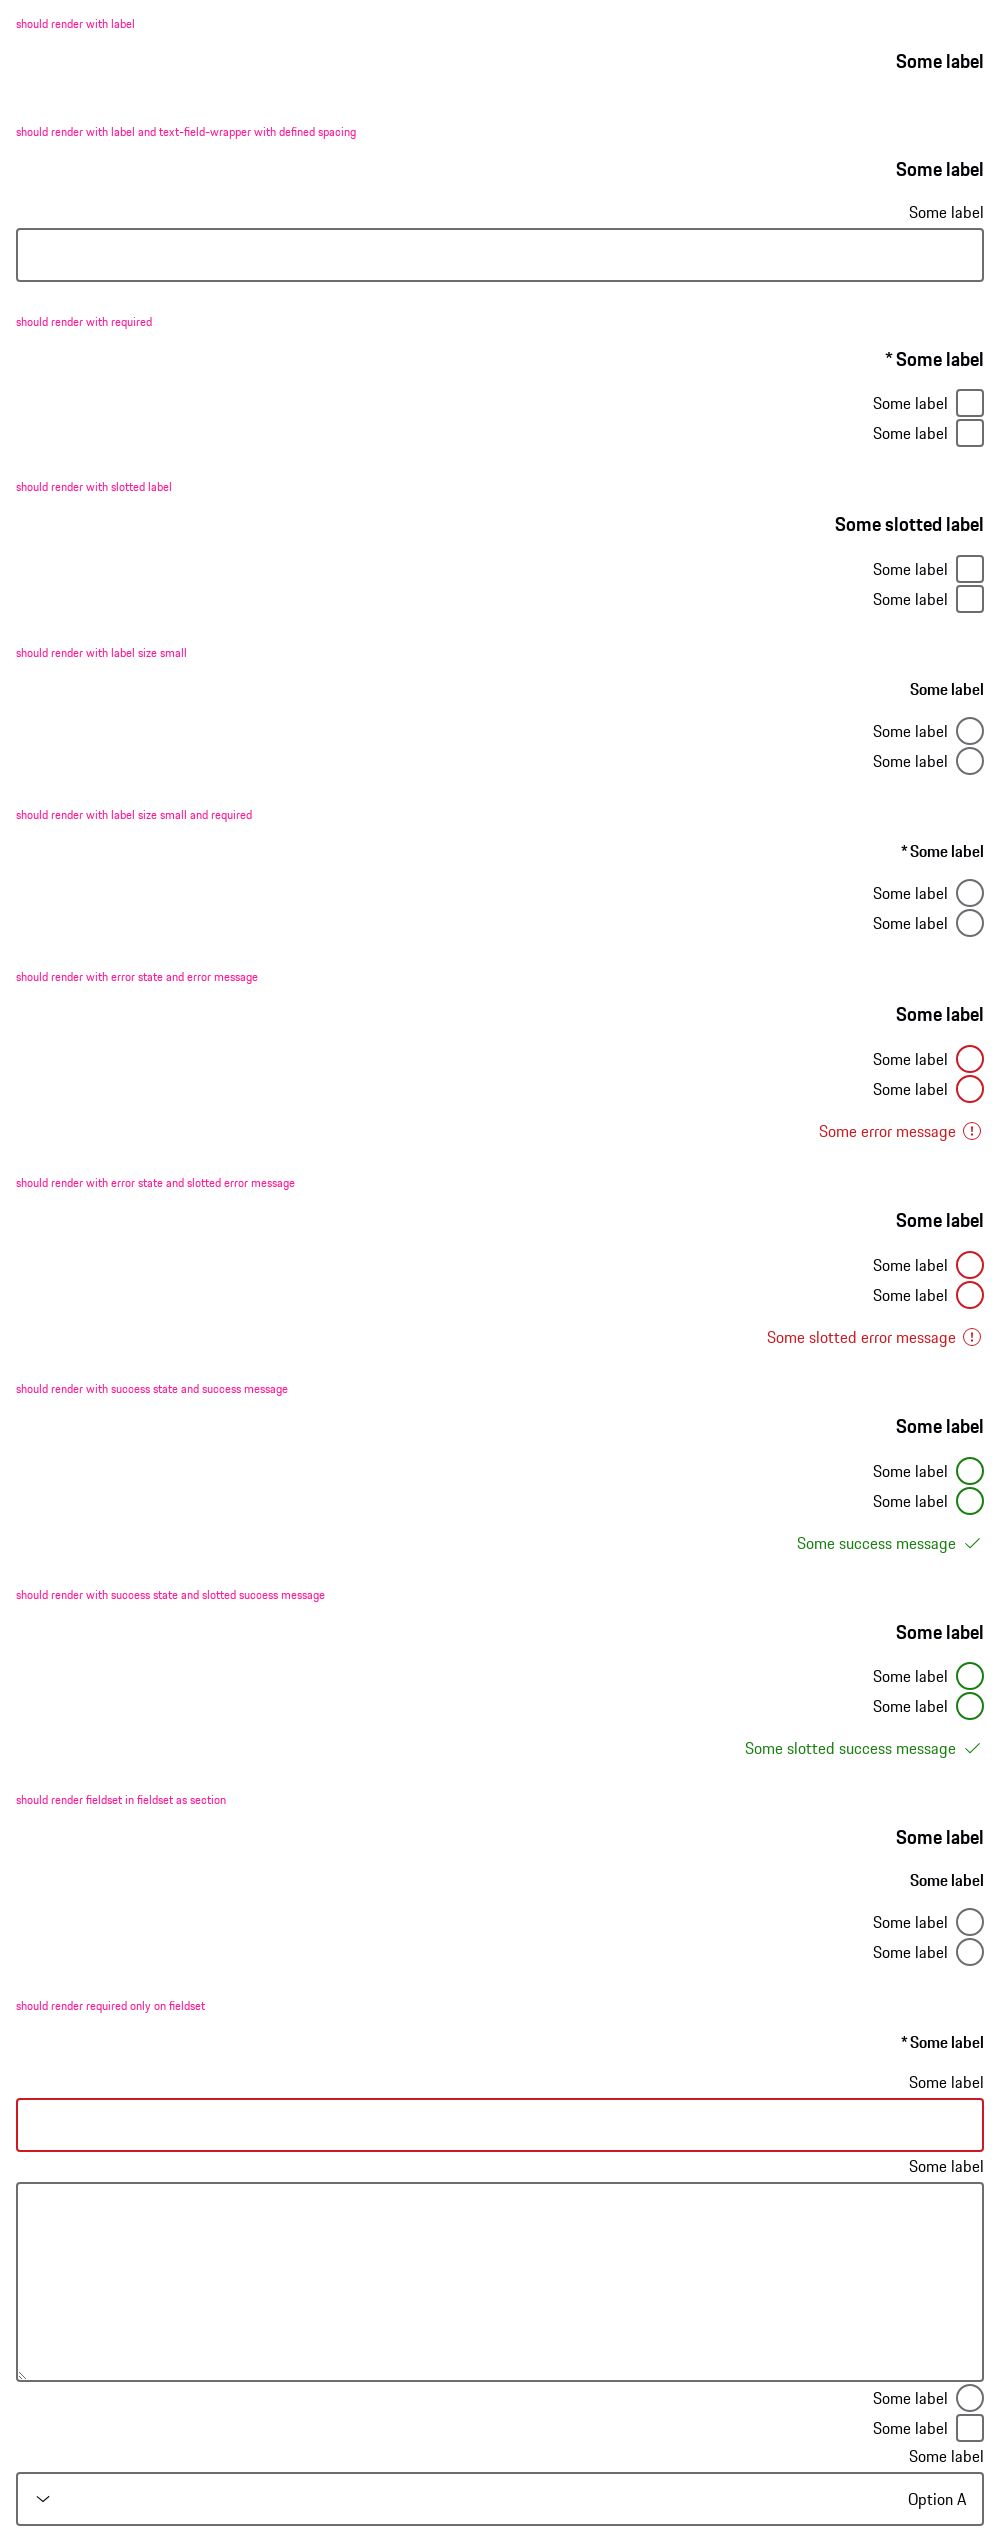 should render with label
Some label
should render with label and text-field-wrapper with defined spacing
Some label
Some label
should render with required
* Some label
Some label
Some label
should render with slotted label
Some slotted label
Some label
Some label
should render with label size small
Some label
Some label
Some label
should render with label size small and required
* Some label
Some label
Some label
should render with error state and error message
Some label
Some label
Some label
Some error message
should render with error state and slotted error message
Some label
Some label
Some label
Some slotted error message
should render with success state and success message
Some label
Some label
Some label
Some success message
should render with success state and slotted success message
Some label
Some label
Some label
Some slotted success message
should render fieldset in fieldset as section
Some label
Some label
Some label
Some label
should render required only on fieldset
* Some label
Some label
Some label
Some label
Some label
Some label
Option A